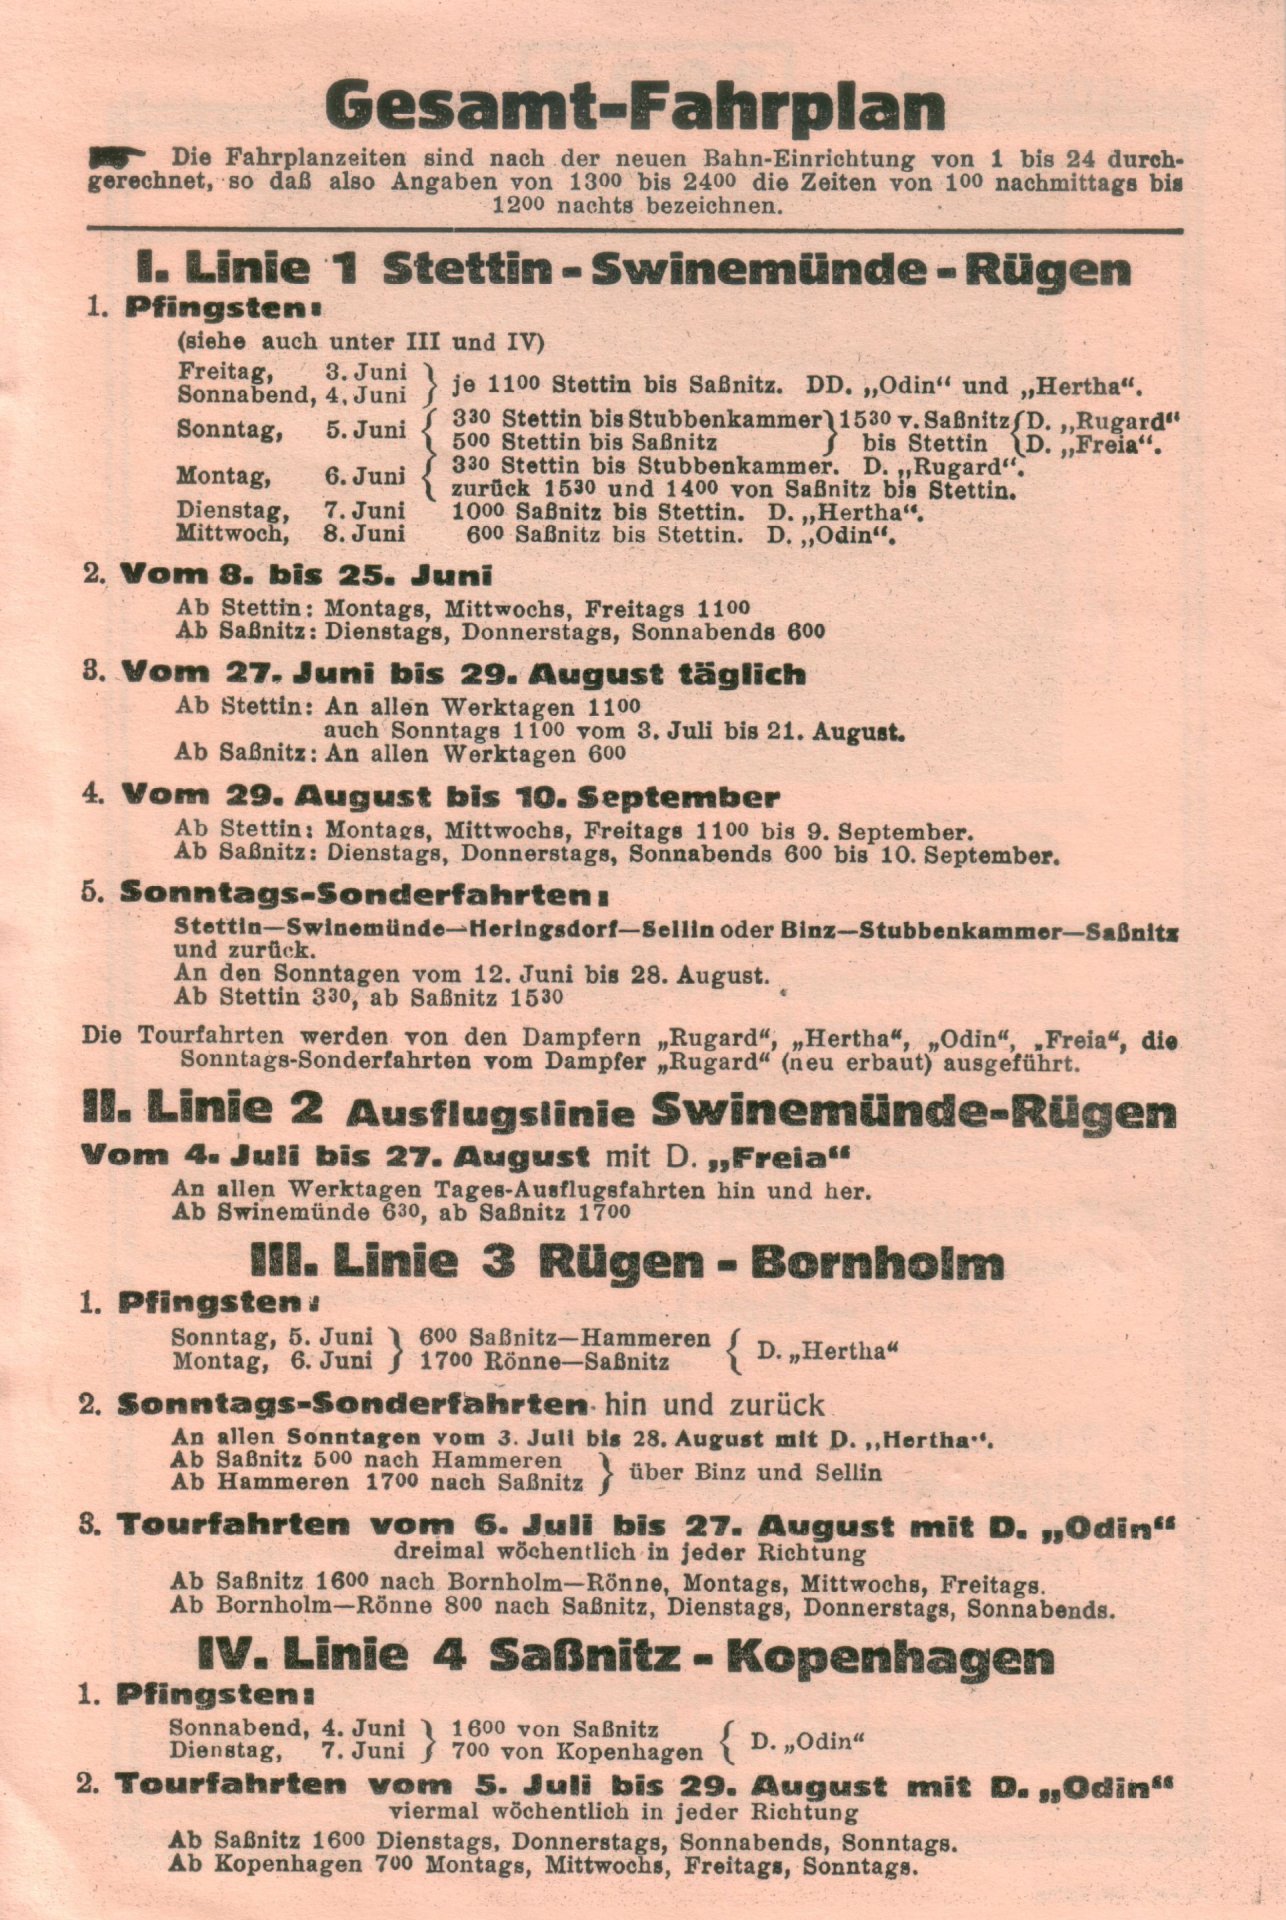 Gesamt-Fahrplan
Die Fahrplanzeiten sind nach der neuen Bahn-Einrichtung von 1 bis 24 durch-
gerechnet, so daß also Angaben von 1300 bis 2400 die Zeiten von 100 nachmittags bis
1200 nachts bezeichnen.
I. Linie 1 Stettin - Swinemünde - Rügen
1. Pfingsten:
(siehe auch unter III und IV)
Freitag, 3. Juni
Sonnabend, 4. Juni } je 1100 Stettin bis Saßnitz. DD. „Odin“ und „Hertha“.
Sonntag, 5. Juni { 330 Stettin bis Stubbenkammer } 1530 v. Saßnitz { D. „Rugard“
500 Stettin bis Saßnitz } bis Stettin { D. „Freia“.
Montag, 6. Juni { 330 Stettin bis Stubbenkammer. D. „Rugard“.
zurück 1530 und 1400 von Saßnitz bis Stettin.
Dienstag, 7. Juni 1000 Saßnitz bis Stettin. D. „Hertha“.
Mittwoch, 8. Juni 600 Saßnitz bis Stettin. D. „Odin“.
2. Vom 8. bis 25. Juni
Ab Stettin: Montags, Mittwochs, Freitags 1100
Ab Saßnitz: Dienstags, Donnerstags, Sonnabends 600
3. Vom 27. Juni bis 29. August täglich
Ab Stettin: An allen Werktagen 1100
auch Sonntags 1100 vom 3. Juli bis 21. August.
Ab Saßnitz: An allen Werktagen 600
4. Vom 29. August bis 10. September
Ab Stettin: Montags, Mittwochs, Freitags 1100 bis 9. September.
Ab Saßnitz: Dienstags, Donnerstags, Sonnabends 600 bis 10. September.
5. Sonntags-Sonderfahrten:
Stettin—Swinemünde—Heringsdorf—Sellin oder Binz—Stubbenkammer—Saßnitz
und zurück.
An den Sonntagen vom 12. Juni bis 28. August.
Ab Stettin 330, ab Saßnitz 1530
Die Tourfahrten werden von den Dampfern „Rugard“, „Hertha“, „Odin“, „Freia“, die
Sonntags-Sonderfahrten vom Dampfer „Rugard“ (neu erbaut) ausgeführt.
II. Linie 2 Ausflugslinie Swinemünde-Rügen
Vom 4. Juli bis 27. August mit D. „Freia“
An allen Werktagen Tages-Ausflugsfahrten hin und her.
Ab Swinemünde 630, ab Saßnitz 1700
III. Linie 3 Rügen - Bornholm
1. Pfingsten:
Sonntag, 5. Juni } 600 Saßnitz—Hammeren {
Montag, 6. Juni } 1700 Rönne—Saßnitz { D. „Hertha“
2. Sonntags-Sonderfahrten hin und zurück
An allen Sonntagen vom 3. Juli bis 28. August mit D. „Hertha“.
Ab Saßnitz 500 nach Hammeren
Ab Hammeren 1700 nach Saßnitz } über Binz und Sellin
3. Tourfahrten vom 6. Juli bis 27. August mit D. „Odin“
dreimal wöchentlich in jeder Richtung
Ab Saßnitz 1600 nach Bornholm—Rönne, Montags, Mittwochs, Freitags.
Ab Bornholm—Rönne 800 nach Saßnitz, Dienstags, Donnerstags, Sonnabends.
IV. Linie 4 Saßnitz - Kopenhagen
1. Pfingsten:
Sonnabend, 4. Juni } 1600 von Saßnitz {
Dienstag, 7. Juni } 700 von Kopenhagen { D. „Odin“
2. Tourfahrten vom 5. Juli bis 29. August mit D. „Odin“
viermal wöchentlich in jeder Richtung
Ab Saßnitz 1600 Dienstags, Donnerstags, Sonnabends, Sonntags.
Ab Kopenhagen 700 Montags, Mittwochs, Freitags, Sonntags.